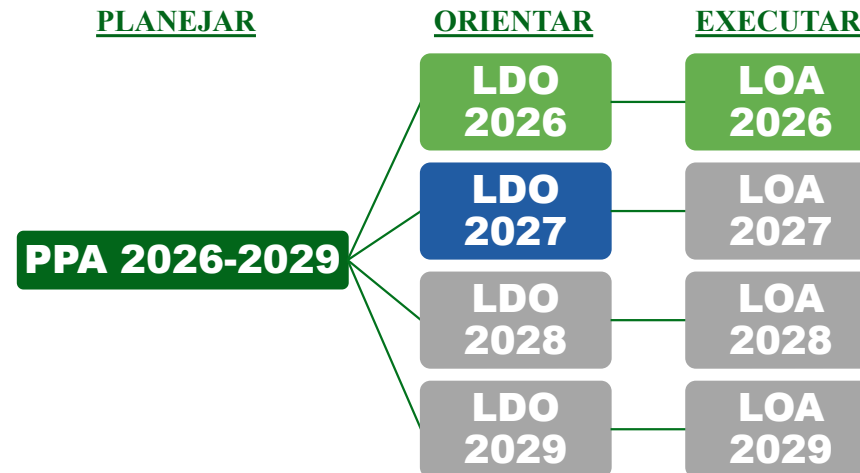 PLANEJAR
ORIENTAR
EXECUTAR
PPA 2026-2029
LDO
2026
LOA
2026
LDO
2027
LOA
2027
LDO
2028
LOA
2028
LDO
2029
LOA
2029